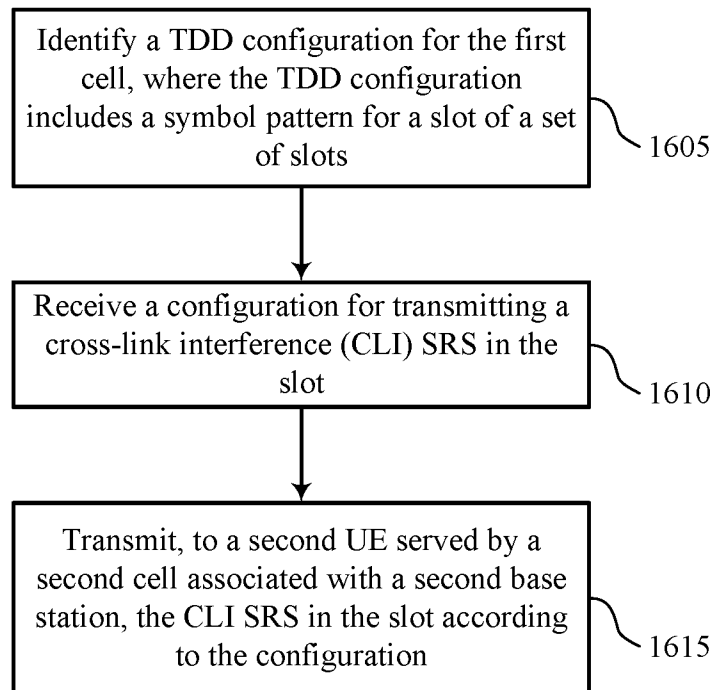 Identify a TDD configuration for the first
cell, where the TDD configuration
includes a symbol pattern for a slot of a set
of slots
1605
Receive a configuration for transmitting a
cross-link interference (CLI) SRS in the
slot
1610
Transmit, to a second UE served by a
second cell associated with a second base
station, the CLI SRS in the slot according
to the configuration
1615